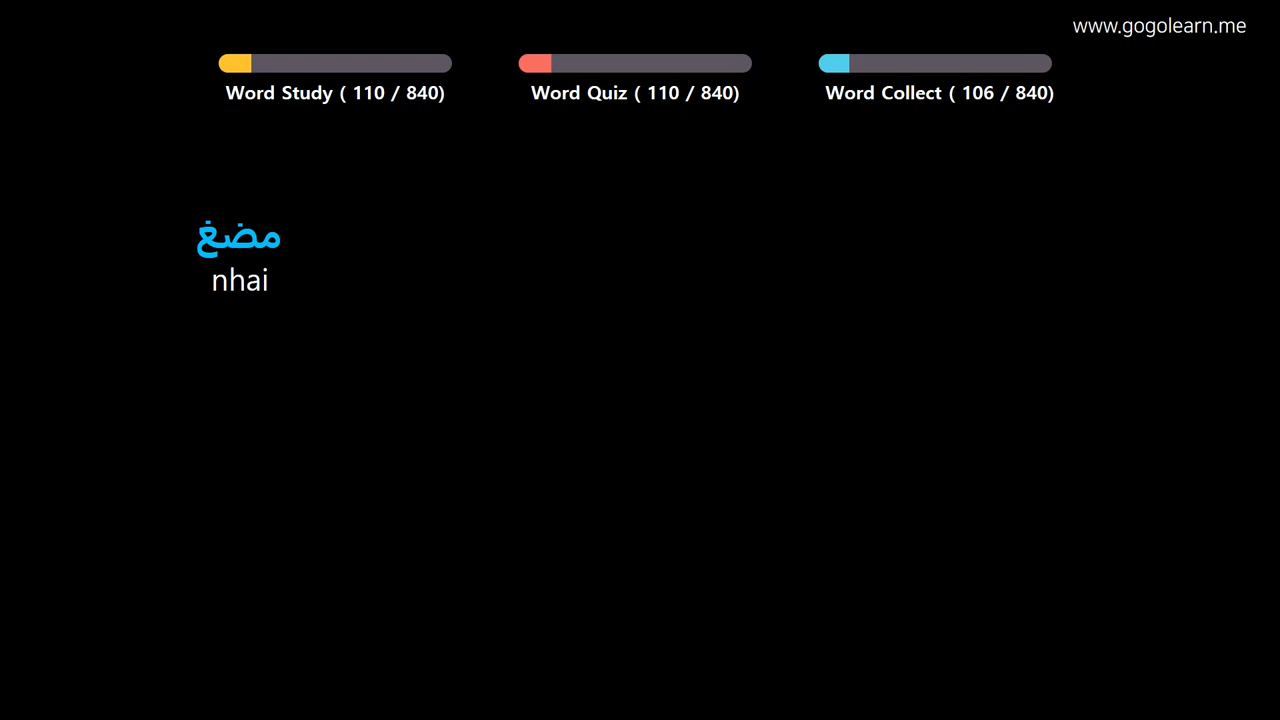 www.gogolearn.me
Word Study ( 110 / 840)
Word Quiz ( 110 / 840)
Word Collect ( 106 / 840)
مضغ
nhai